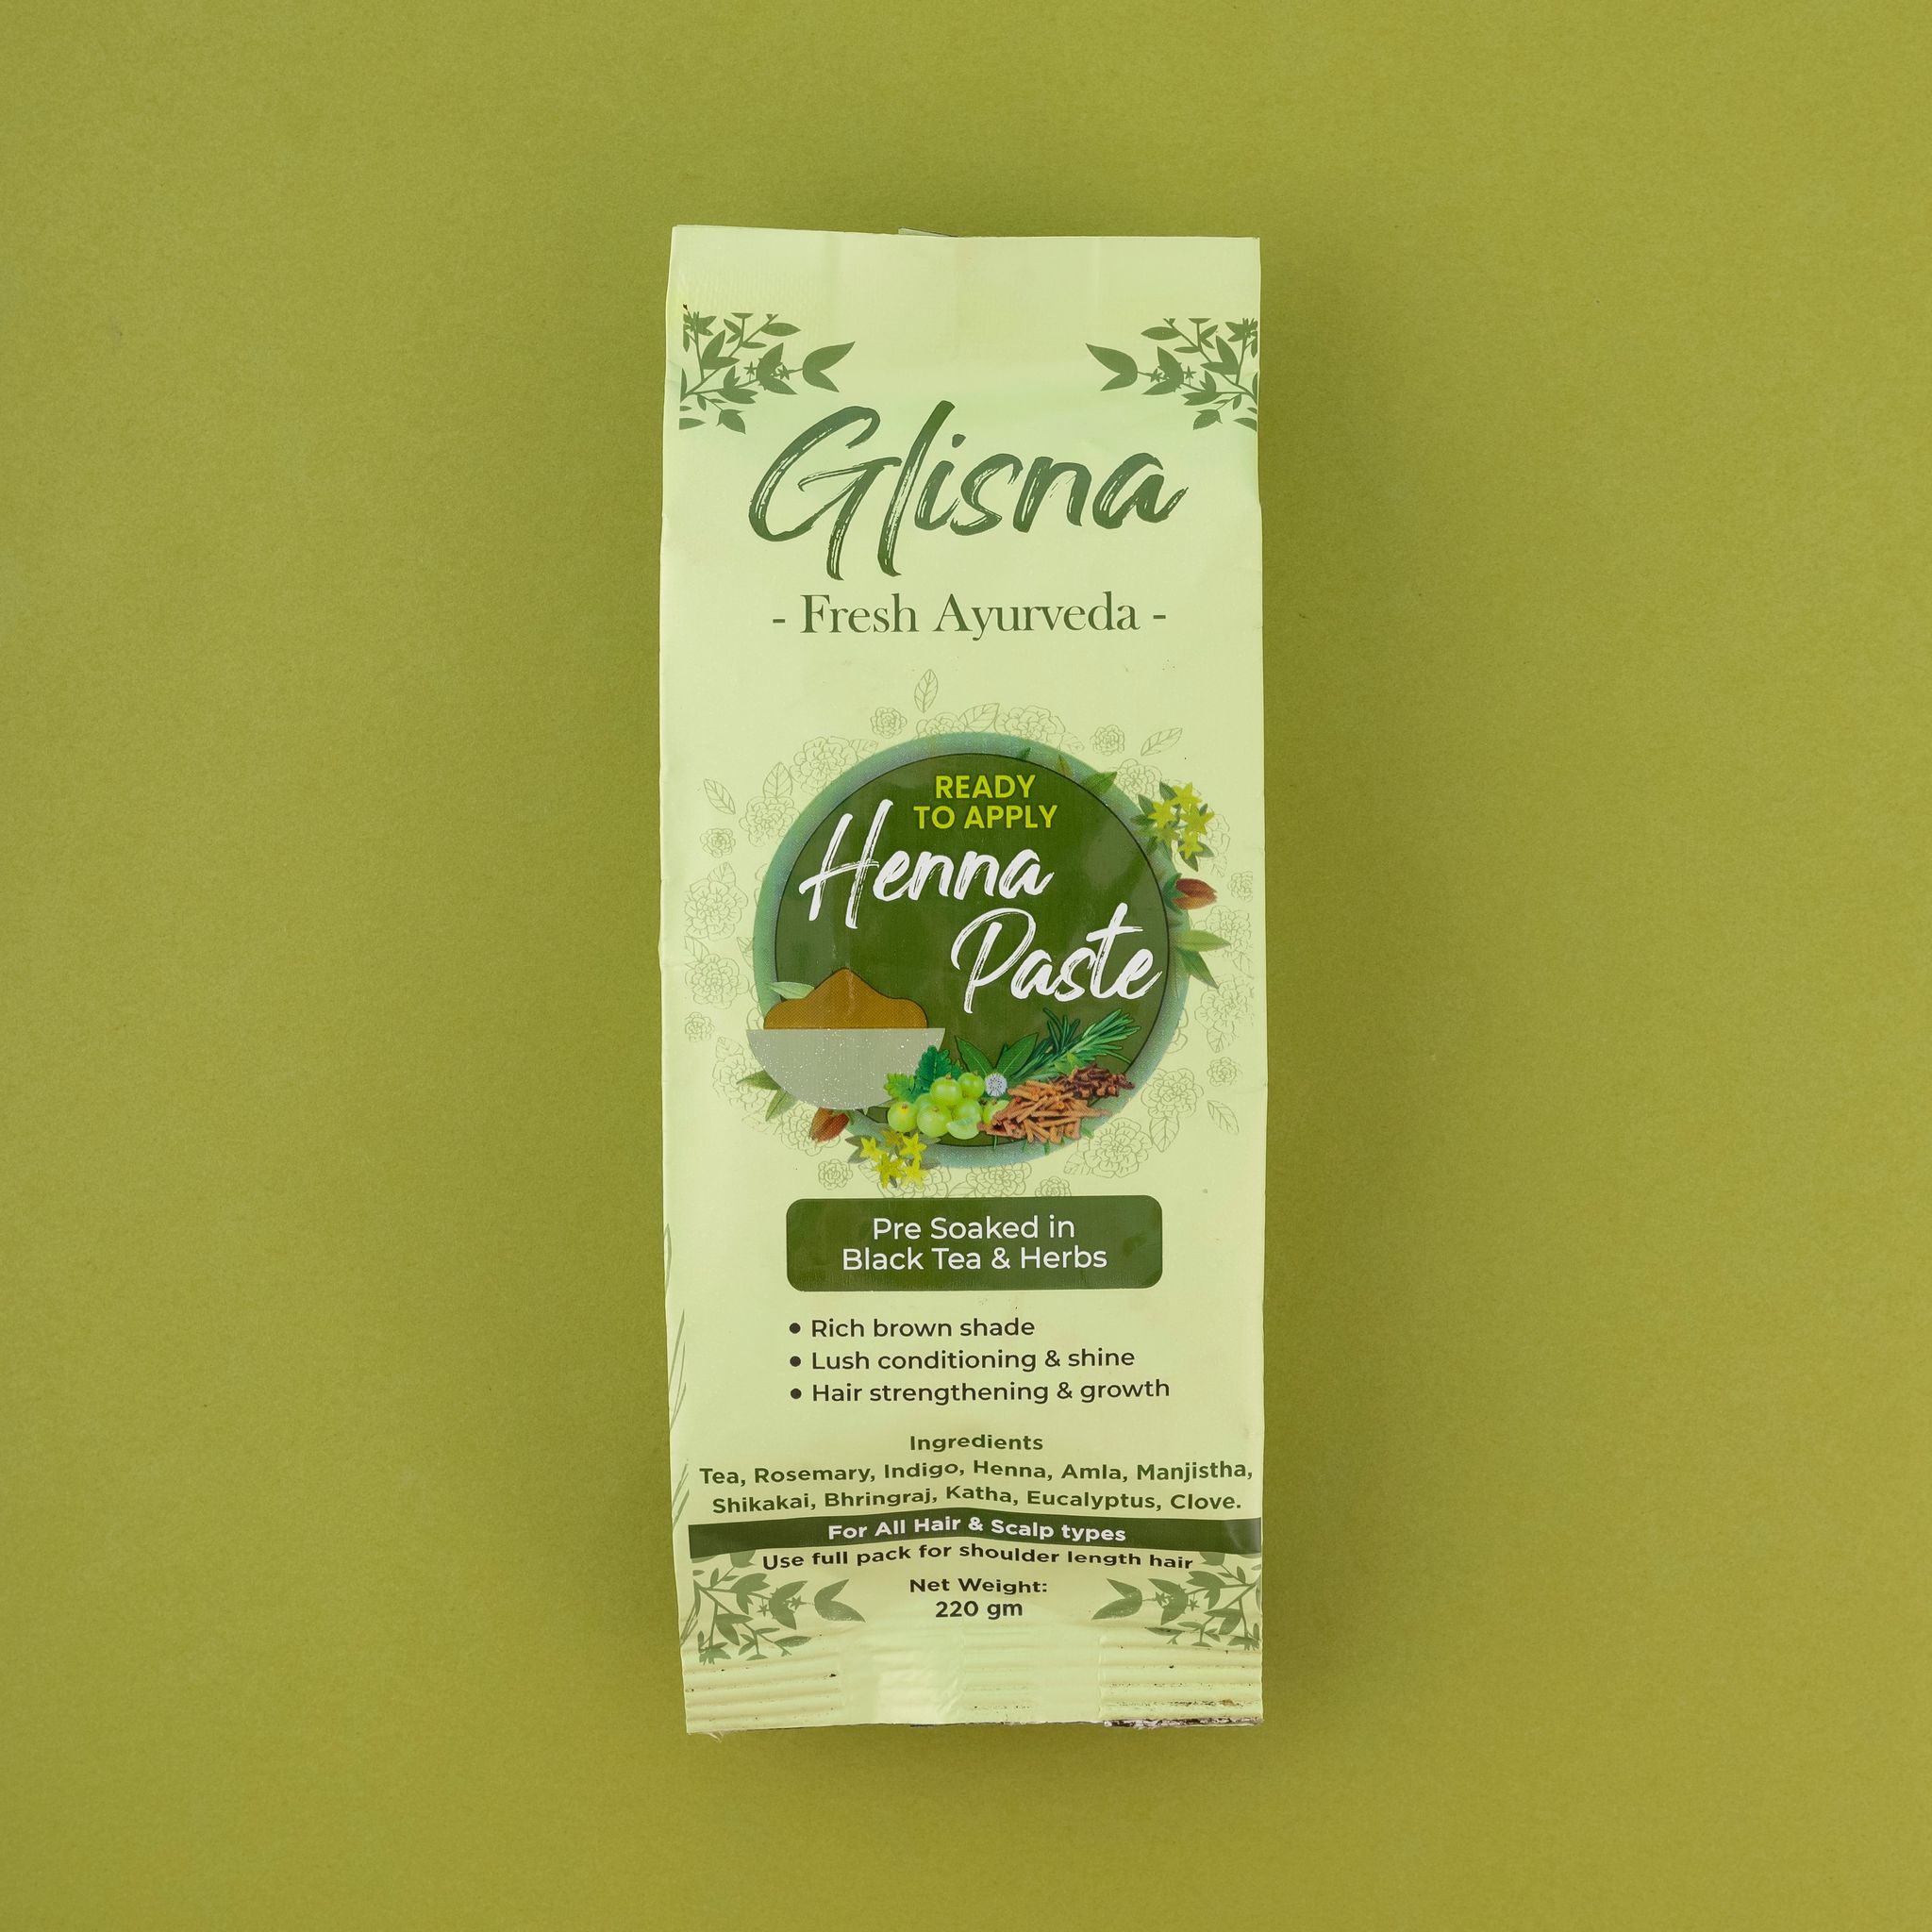 Glisna
- Fresh Ayurveda -
READY
TO APPLY
Henna
Paste
Pre Soaked in
Black Tea & Herbs
• Rich brown shade
• Lush conditioning & shine
• Hair strengthening & growth
Ingredients
Tea, Rosemary, Indigo, Henna, Amla, Manjistha,
Shikakai, Bhringraj, Katha, Eucalyptus, Clove.
For All Hair & Scalp types
Use full pack for shoulder length hair
Net Weight:
220 gm